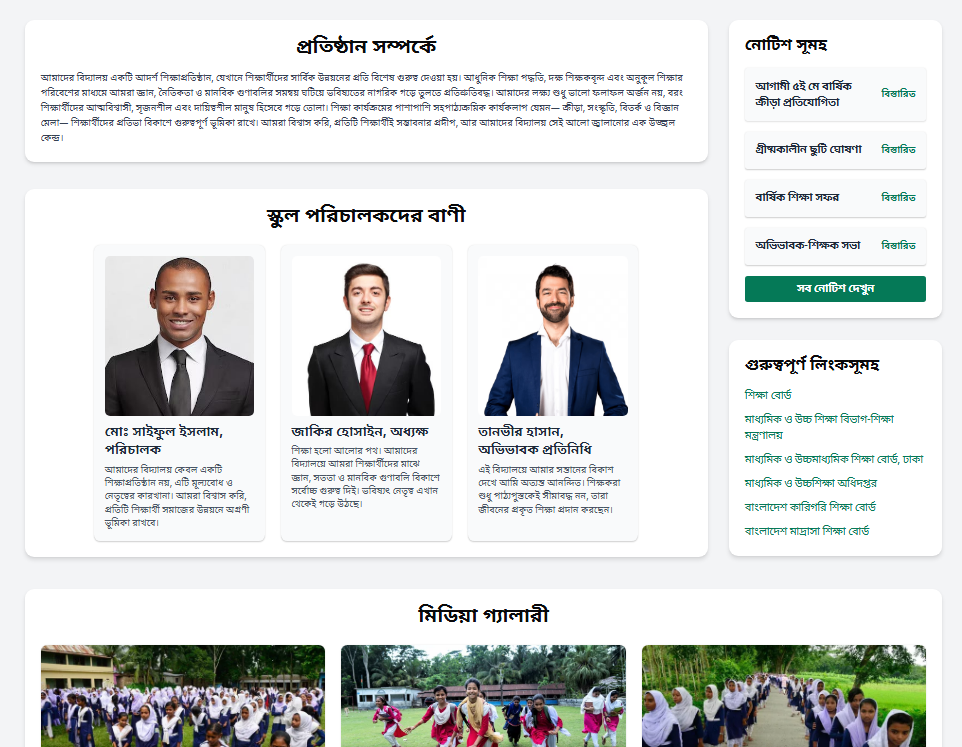 প্রতিষ্ঠান সম্পর্কে
আমাদের বিদ্যালয় একটি আদর্শ শিক্ষাপ্রতিষ্ঠান, যেখানে শিক্ষার্থীদের সার্বিক উন্নয়নের প্রতি বিশেষ গুরুত্ব দেওয়া হয়। আধুনিক শিক্ষা পদ্ধতি, দক্ষ শিক্ষকবৃন্দ এবং অনুকূল শিক্ষার
পরিবেশের মাধ্যমে আমরা জ্ঞান, নৈতিকতা ও মানবিক গুণাবলির সমন্বয় ঘটিয়ে ভবিষ্যতের নাগরিক গড়ে তুলতে প্রতিশ্রুতিবদ্ধ। আমাদের লক্ষ্য শুধু ভালো ফলাফল অর্জন নয়, বরং
শিক্ষার্থীদের আত্মবিশ্বাসী, সৃজনশীল এবং দায়িত্বশীল মানুষ হিসেবে গড়ে তোলা। শিক্ষা কার্যক্রমের পাশাপাশি সহপাঠ্যক্রমিক কার্যকলাপ যেমন— ক্রীড়া, সংস্কৃতি, বিতর্ক ও বিজ্ঞান
মেলা— শিক্ষার্থীদের প্রতিভা বিকাশে গুরুত্বপূর্ণ ভূমিকা রাখে। আমরা বিশ্বাস করি, প্রতিটি শিক্ষার্থীই সম্ভাবনার প্রদীপ, আর আমাদের বিদ্যালয় সেই আলো জ্বালানোর এক উজ্জ্বল
কেন্দ্র।
স্কুল পরিচালকদের বাণী
মোঃ সাইফুল ইসলাম,
পরিচালক
আমাদের বিদ্যালয় কেবল একটি
শিক্ষাপ্রতিষ্ঠান নয়, এটি মূল্যবোধ ও
নেতৃত্বের কারখানা। আমরা বিশ্বাস করি,
প্রতিটি শিক্ষার্থী সমাজের উন্নয়নে অগ্রণী
ভূমিকা রাখবে।
জাকির হোসাইন, অধ্যক্ষ
শিক্ষা হলো আলোর পথ। আমাদের
বিদ্যালয়ে আমরা শিক্ষার্থীদের মাঝে
জ্ঞান, সততা ও মানবিক গুণাবলি বিকাশে
সর্বোচ্চ গুরুত্ব দিই। ভবিষ্যৎ নেতৃত্ব এখান
থেকেই গড়ে উঠছে।
তানভীর হাসান,
অভিভাবক প্রতিনিধি
এই বিদ্যালয়ে আমার সন্তানের বিকাশ
দেখে আমি অত্যন্ত আনন্দিত। শিক্ষকরা
শুধু পাঠ্যপুস্তকেই সীমাবদ্ধ নন, তারা
জীবনের প্রকৃত শিক্ষা প্রদান করছেন।
নোটিশ সূমহ
আগামী ৫ই মে বার্ষিক
ক্রীড়া প্রতিযোগিতা
বিস্তারিত
গ্রীষ্মকালীন ছুটি ঘোষণা
বিস্তারিত
বার্ষিক শিক্ষা সফর
বিস্তারিত
অভিভাবক-শিক্ষক সভা
বিস্তারিত
সব নোটিশ দেখুন
গুরুত্বপূর্ণ লিংকসূমহ
শিক্ষা বোর্ড
মাধ্যমিক ও উচ্চ শিক্ষা বিভাগ-শিক্ষা
মন্ত্রণালয়
মাধ্যমিক ও উচ্চমাধ্যমিক শিক্ষা বোর্ড, ঢাকা
মাধ্যমিক ও উচ্চশিক্ষা অধিদপ্তর
বাংলাদেশ কারিগরি শিক্ষা বোর্ড
বাংলাদেশ মাদ্রাসা শিক্ষা বোর্ড
মিডিয়া গ্যালারী